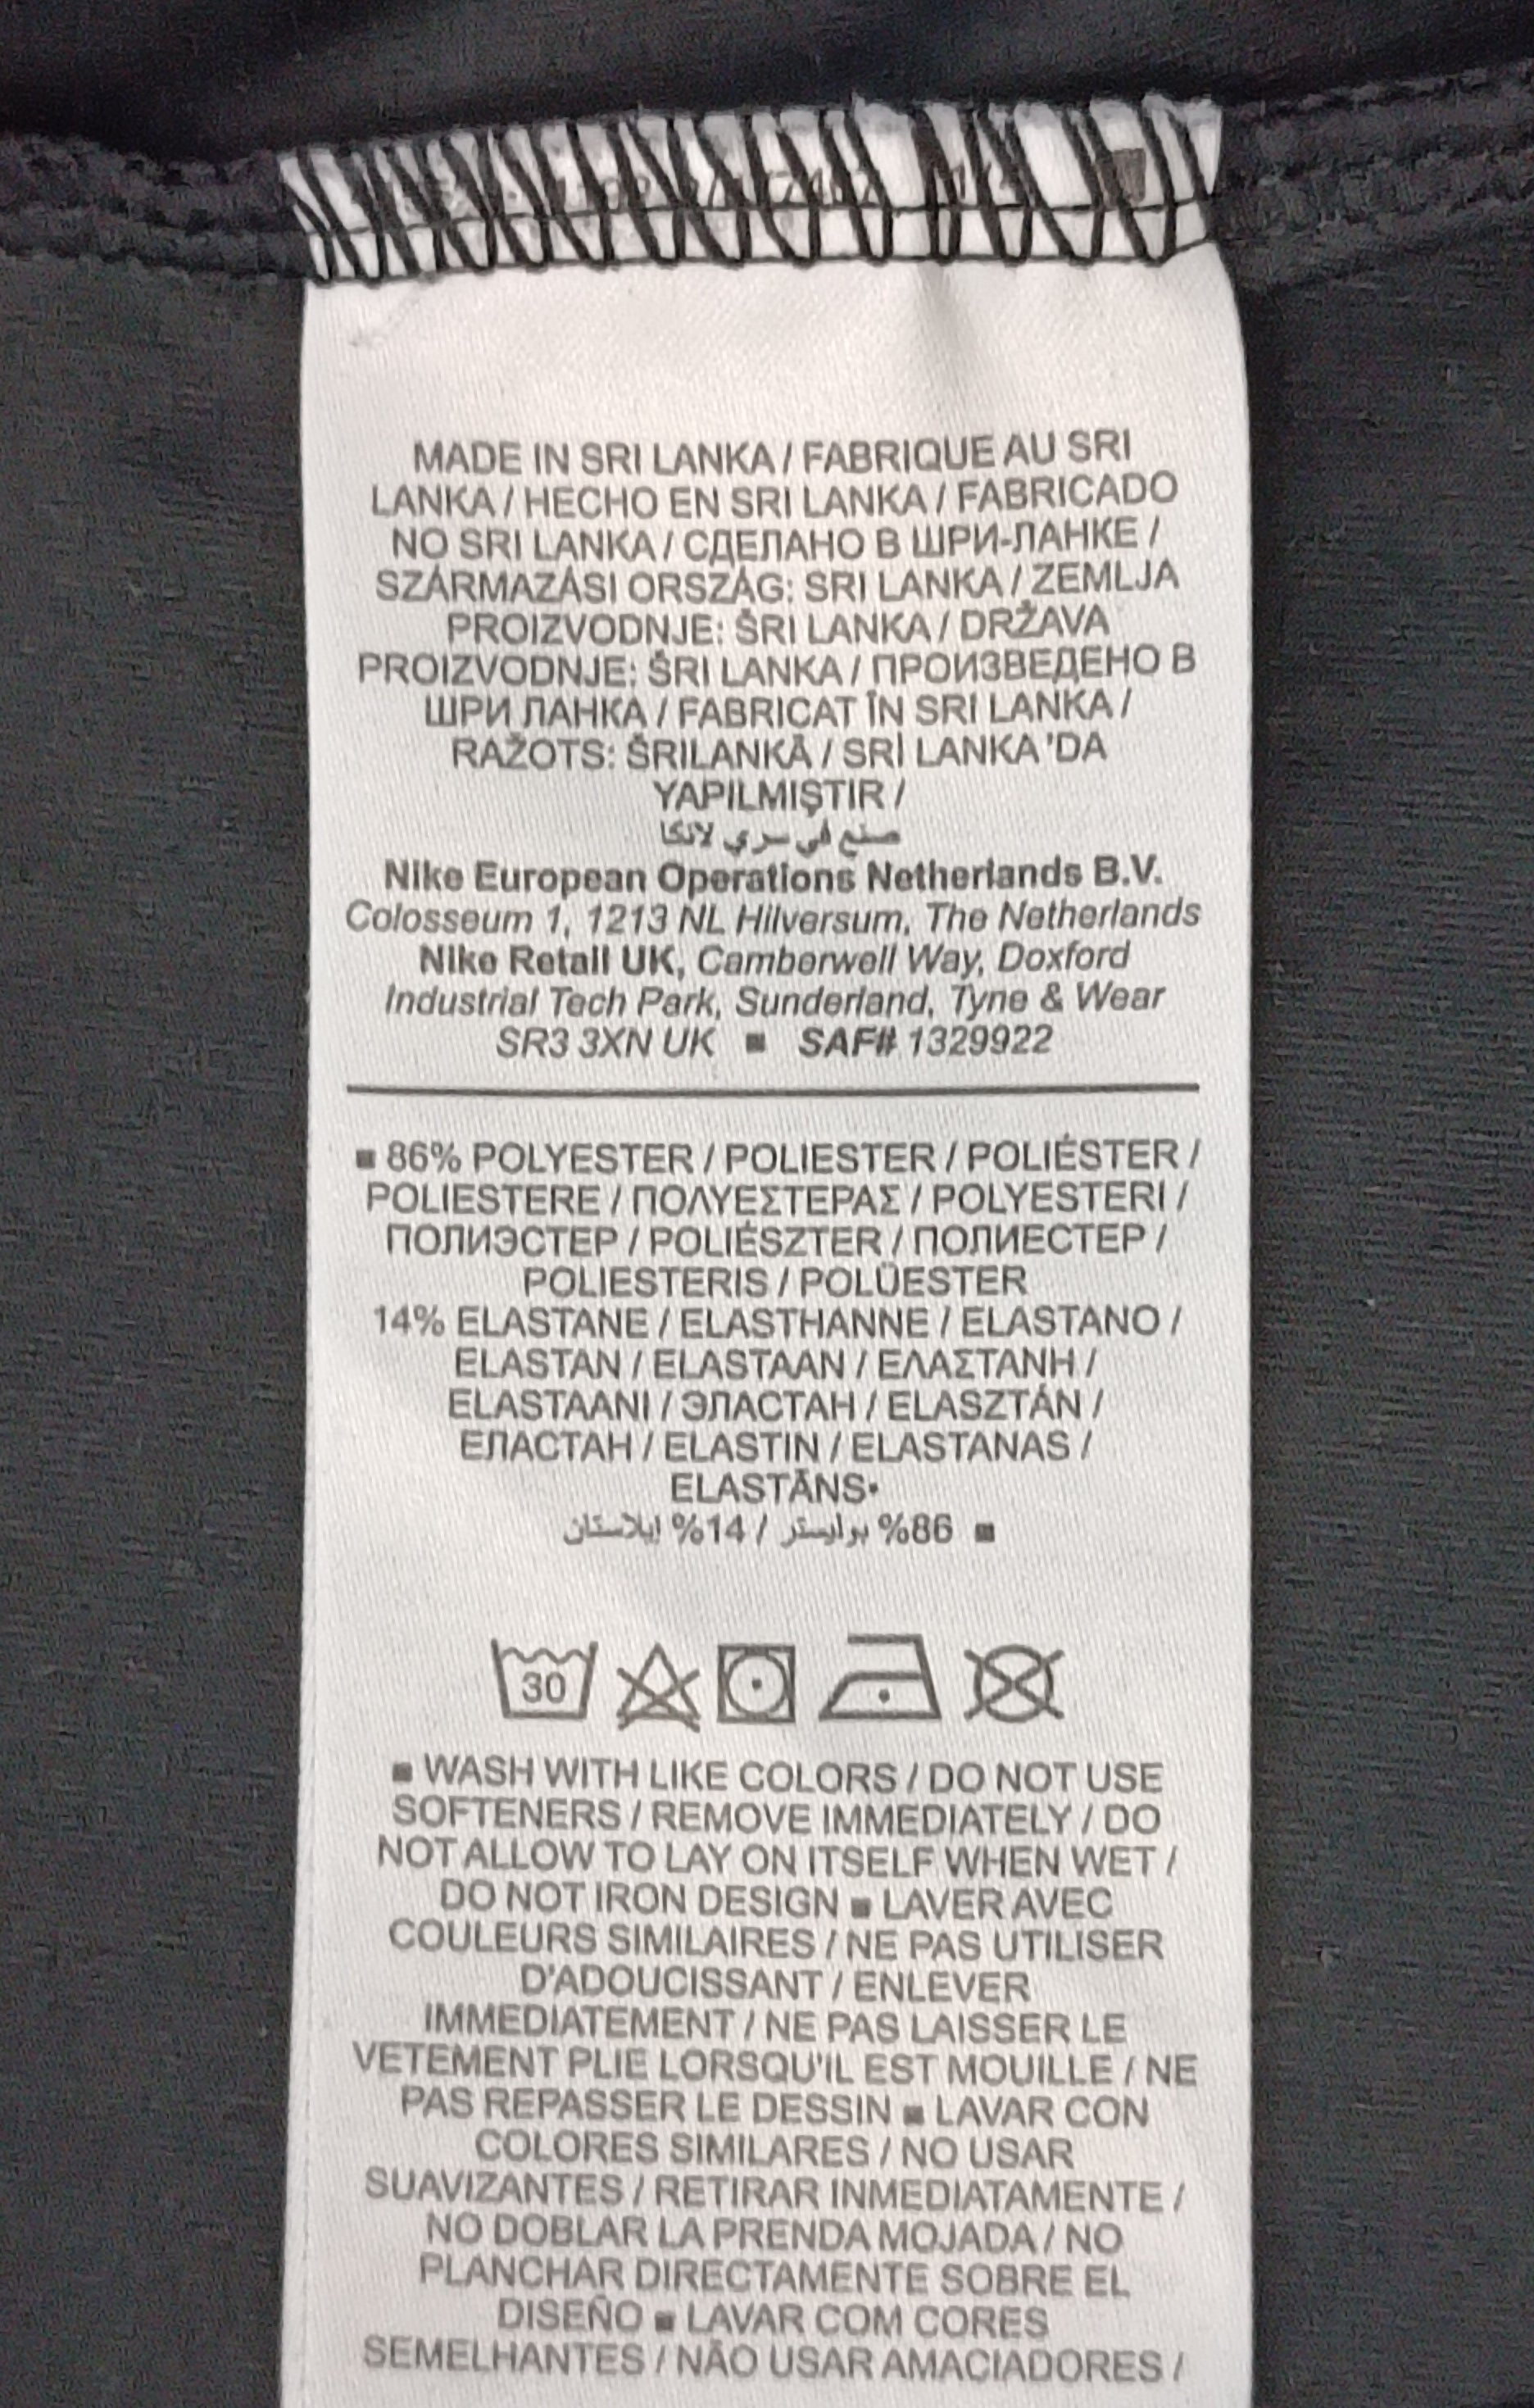 MADE IN SRI LANKA / FABRIQUE AU SRI
LANKA / HECHO EN SRI LANKA / FABRICADO
NO SRI LANKA / СДЕЛАНО В ШРИ-ЛАНКЕ /
SZÁRMAZÁSI ORSZÁG: SRI LANKA / ZEMLJA
PROIZVODNJE: ŠRI LANKA / DRŽAVA
PROIZVODNJE: ŠRI LANKA / ПРОИЗВЕДЕНО В
ШРИ ЛАНКА / FABRICAT ÎN SRI LANKA /
RAŽOTS: ŠRILANKĀ / SRİ LANKA 'DA
YAPILMIŞTIR /
صنع في سري لانكا
Nike European Operations Netherlands B.V.
Colosseum 1, 1213 NL Hilversum, The Netherlands
Nike Retail UK, Camberwell Way, Doxford
Industrial Tech Park, Sunderland, Tyne & Wear
SR3 3XN UK ■ SAF# 1329922
■ 86% POLYESTER / POLIESTER / POLIÉSTER /
POLIESTERE / ΠΟΛΥΕΣΤΕΡΑΣ / POLYESTERI /
ПОЛИЭСТЕР / POLIÉSZTER / ПОЛИЕСТЕР /
POLIESTERIS / POLÜESTER
14% ELASTANE / ELASTHANNE / ELASTANO /
ELASTAN / ELASTAAN / ΕΛΑΣΤΑΝΗ /
ELASTAANI / ЭЛАСТАН / ELASZTÁN /
ЕЛАСТАН / ELASTIN / ELASTANAS /
ELASTĀNS•
■ 86% بوليستر / 14% إيلاستان
30
■ WASH WITH LIKE COLORS / DO NOT USE
SOFTENERS / REMOVE IMMEDIATELY / DO
NOT ALLOW TO LAY ON ITSELF WHEN WET /
DO NOT IRON DESIGN ■ LAVER AVEC
COULEURS SIMILAIRES / NE PAS UTILISER
D'ADOUCISSANT / ENLEVER
IMMEDIATEMENT / NE PAS LAISSER LE
VETEMENT PLIE LORSQU'IL EST MOUILLE / NE
PAS REPASSER LE DESSIN ■ LAVAR CON
COLORES SIMILARES / NO USAR
SUAVIZANTES / RETIRAR INMEDIATAMENTE /
NO DOBLAR LA PRENDA MOJADA / NO
PLANCHAR DIRECTAMENTE SOBRE EL
DISEÑO ■ LAVAR COM CORES
SEMELHANTES / NÃO USAR AMACIADORES /